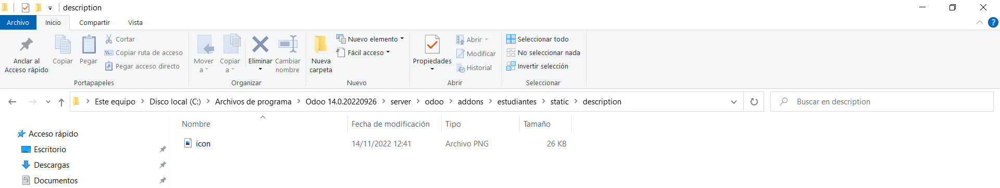 description
Archivo Inicio Compartir Vista
Anclar al
Acceso rápido
Copiar
Pegar
Cortar
Copiar ruta de acceso
Pegar acceso directo
Portapapeles
Mover
a
Copiar
a
Eliminar
Cambiar
nombre
Organizar
Nueva
carpeta
Nuevo elemento
Fácil acceso
Nuevo
Propiedades
Abrir
Modificar
Historial
Abrir
Seleccionar todo
No seleccionar nada
Invertir selección
Seleccionar
Este equipo > Disco local (C:) > Archivos de programa > Odoo 14.0.20220926 > server > odoo > addons > estudiantes > static > description
Buscar en description
Nombre Fecha de modificación Tipo Tamaño
icon 14/11/2022 12:41 Archivo PNG 26 KB
Acceso rápido
Escritorio
Descargas
Documentos